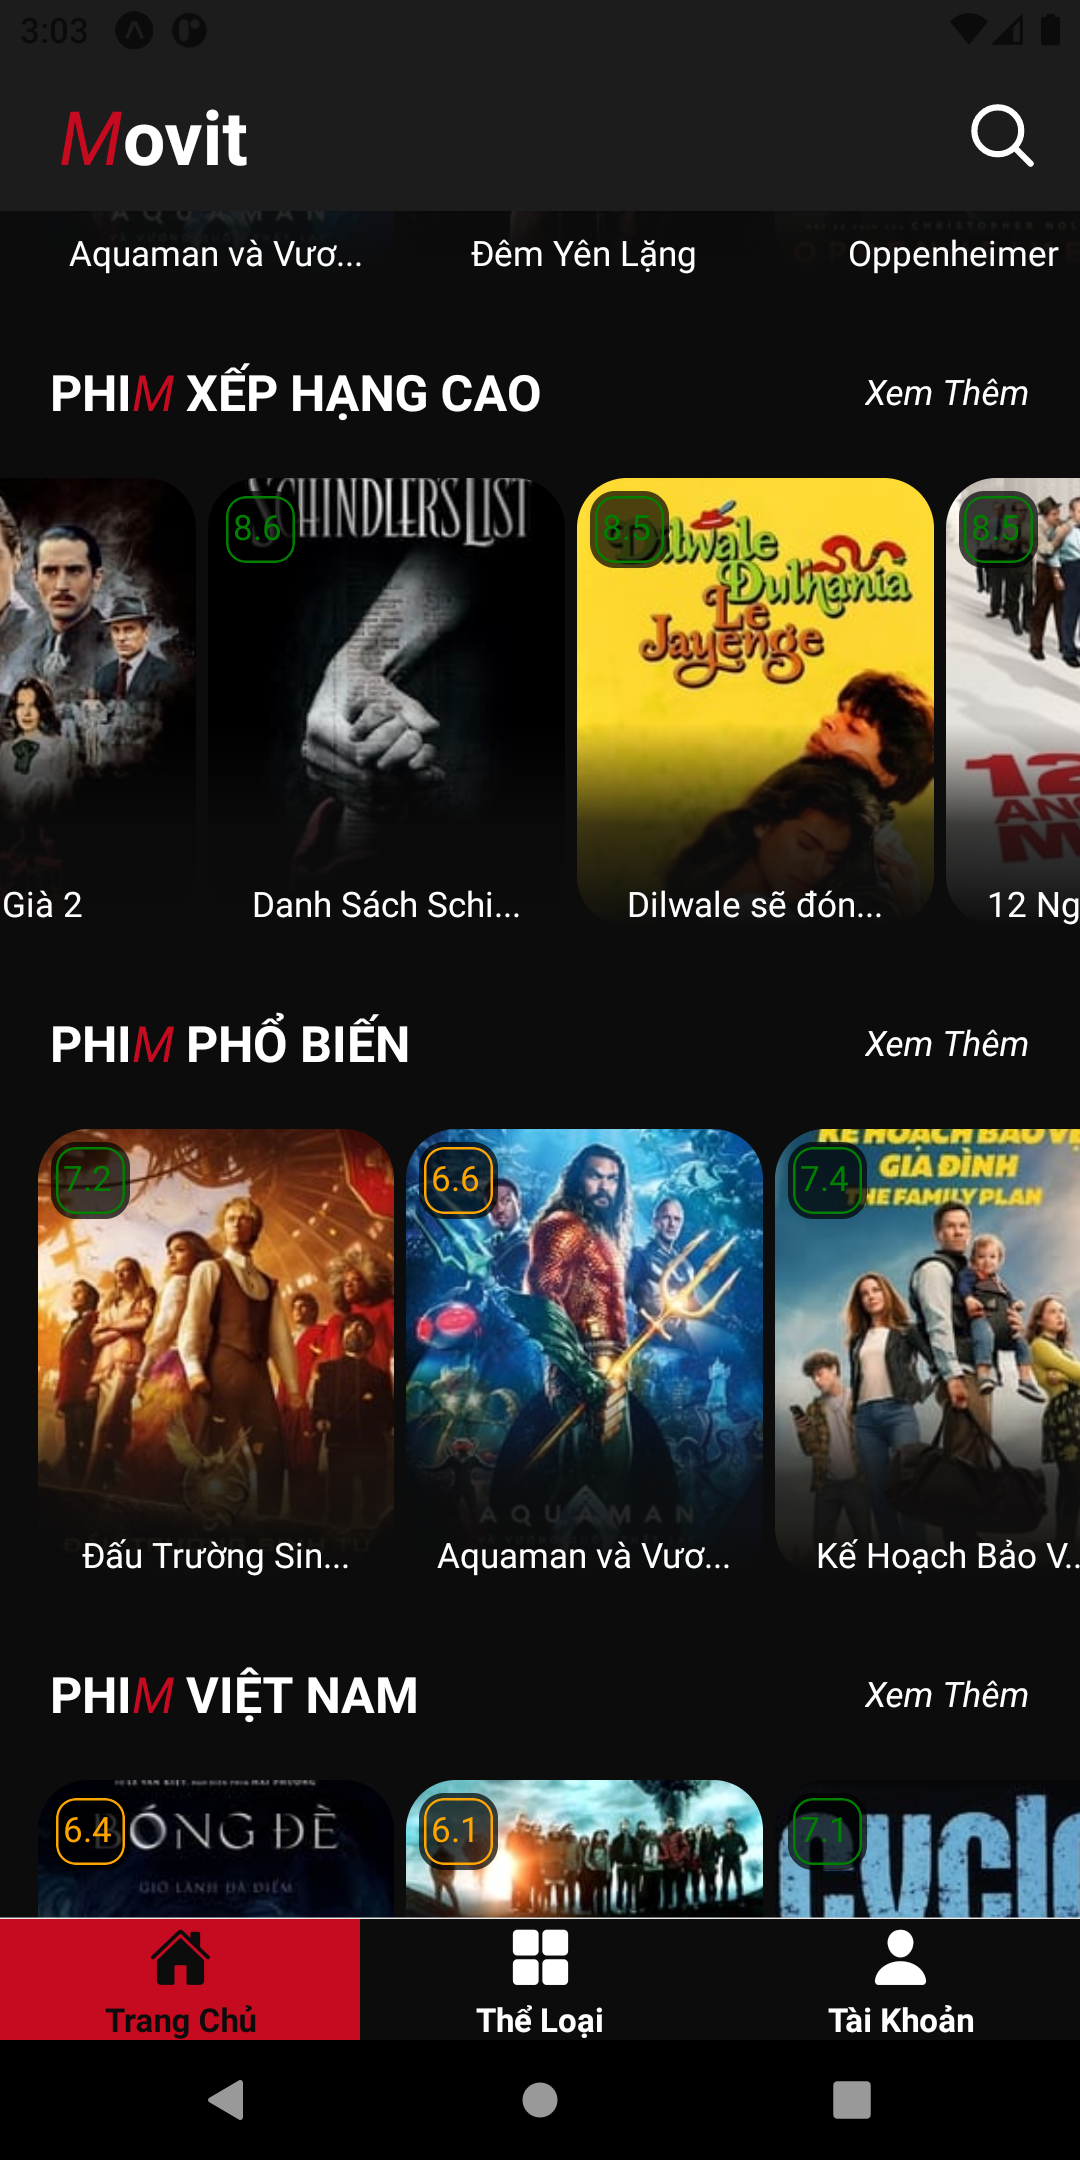 3:03
Movit
AQUAMAN
Aquaman và Vươ...
Đêm Yên Lặng
Oppenheimer
PHIM XẾP HẠNG CAO
Xem Thêm
Già 2
8.6
SCHINDLER'S LIST
Danh Sách Schi...
8.5
Dilwale
Dulhania
Le
Jayenge
Dilwale sẽ đón...
8.5
12
ANG
M
12 Ng
PHIM PHỔ BIẾN
Xem Thêm
7.2
Đấu Trường Sin...
6.6
AQUAMAN
Aquaman và Vươ...
7.4
KẾ HOẠCH BẢO VỆ
GIA ĐÌNH
THE FAMILY PLAN
Kế Hoạch Bảo V...
PHIM VIỆT NAM
Xem Thêm
6.4
BÓNG ĐÈ
6.1
7.1
cyclo
Trang Chủ
Thể Loại
Tài Khoản